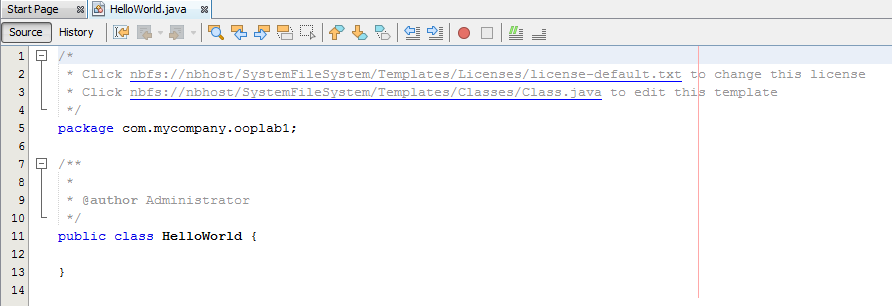 Start Page
HelloWorld.java
Source
History
1 /*
2 * Click nbfs://nbhost/SystemFileSystem/Templates/Licenses/license-default.txt to change this license
3 * Click nbfs://nbhost/SystemFileSystem/Templates/Classes/Class.java to edit this template
4 */
5 package com.mycompany.ooplab1;
6
7 /**
8 *
9 * @author Administrator
10 */
11 public class HelloWorld {
12
13 }
14